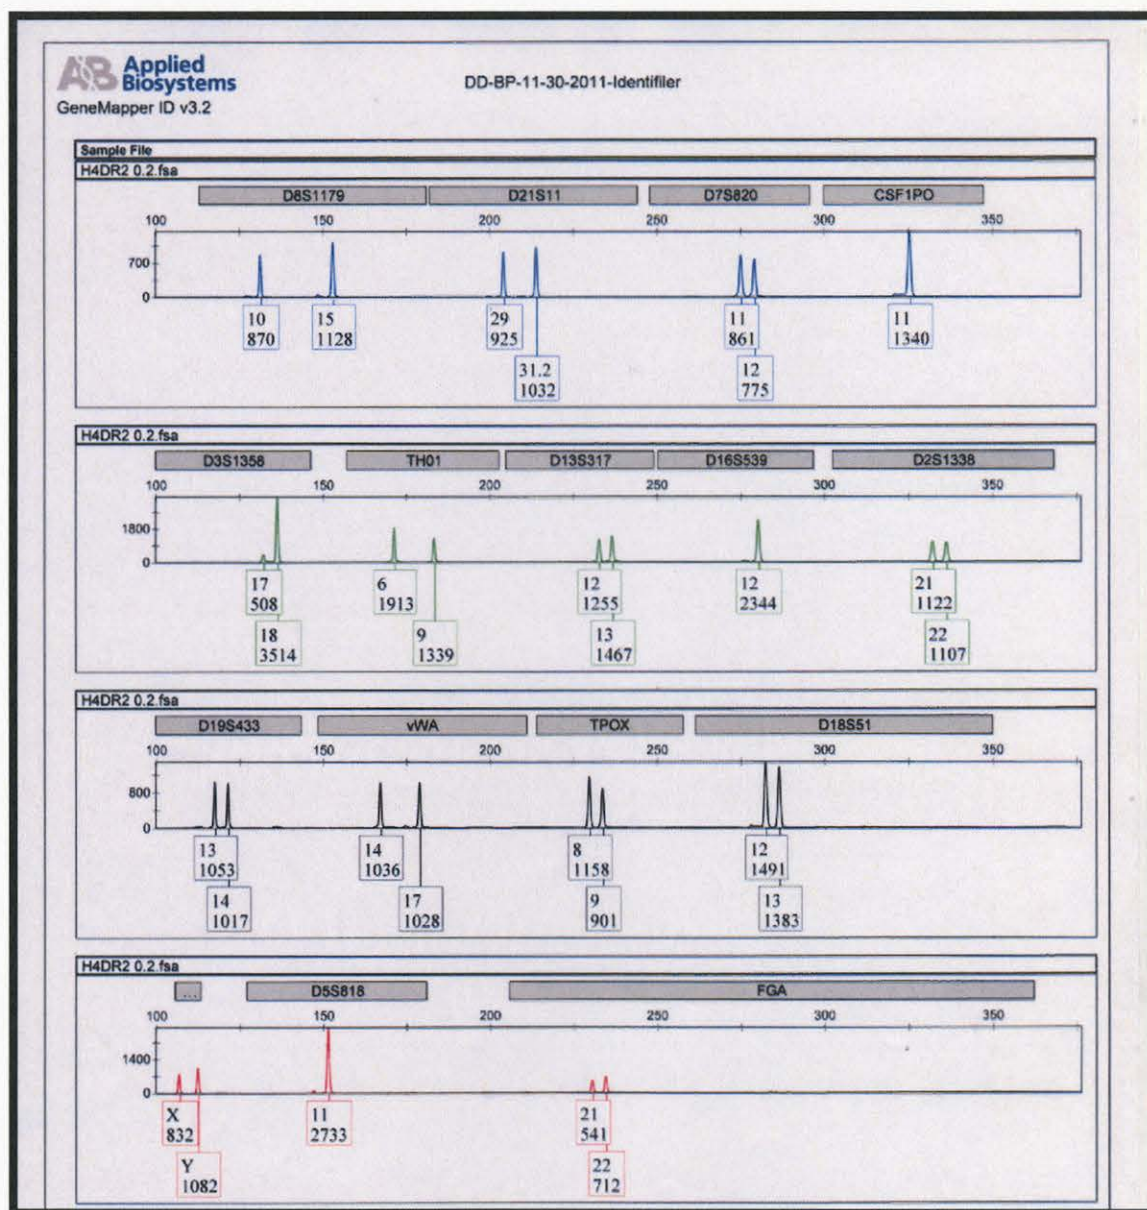 AB Applied
Biosystems
DD-BP-11-30-2011-Identifiler
GeneMapper ID v3.2
Sample File
H4DR2 0.2.fsa
D8S1179 D21S11 D7S820 CSF1PO
100 150 200 250 300 350
700
0
10 15 29 11 11
870 1128 925 861 1340
31.2 12
1032 775
H4DR2 0.2.fsa
D3S1358 TH01 D13S317 D16S539 D2S1338
100 150 200 250 300 350
1800
0
17 6 12 12 21
508 1913 1255 2344 1122
18 9 13 22
3514 1339 1467 1107
H4DR2 0.2.fsa
D19S433 vWA TPOX D18S51
100 150 200 250 300 350
800
0
13 14 8 12
1053 1036 1158 1491
14 17 9 13
1017 1028 901 1383
H4DR2 0.2.fsa
... D5S818 FGA
100 150 200 250 300 350
1400
0
X 11 21
832 2733 541
Y 22
1082 712